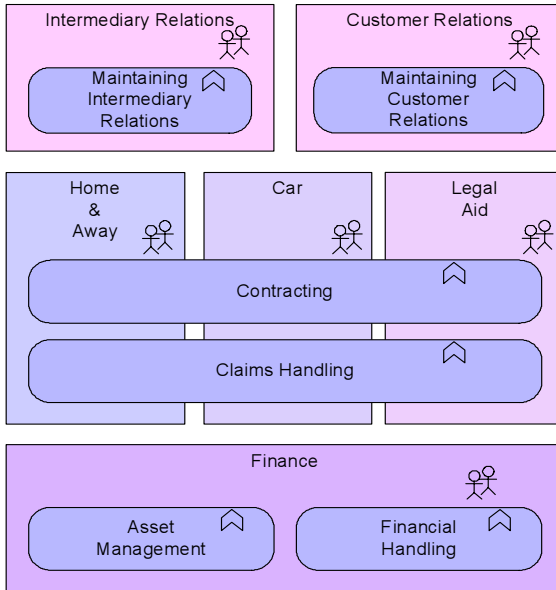 Intermediary Relations
Maintaining
Intermediary
Relations
Customer Relations
Maintaining
Customer
Relations
Home
&
Away
Car
Legal
Aid
Contracting
Claims Handling
Finance
Asset
Management
Financial
Handling